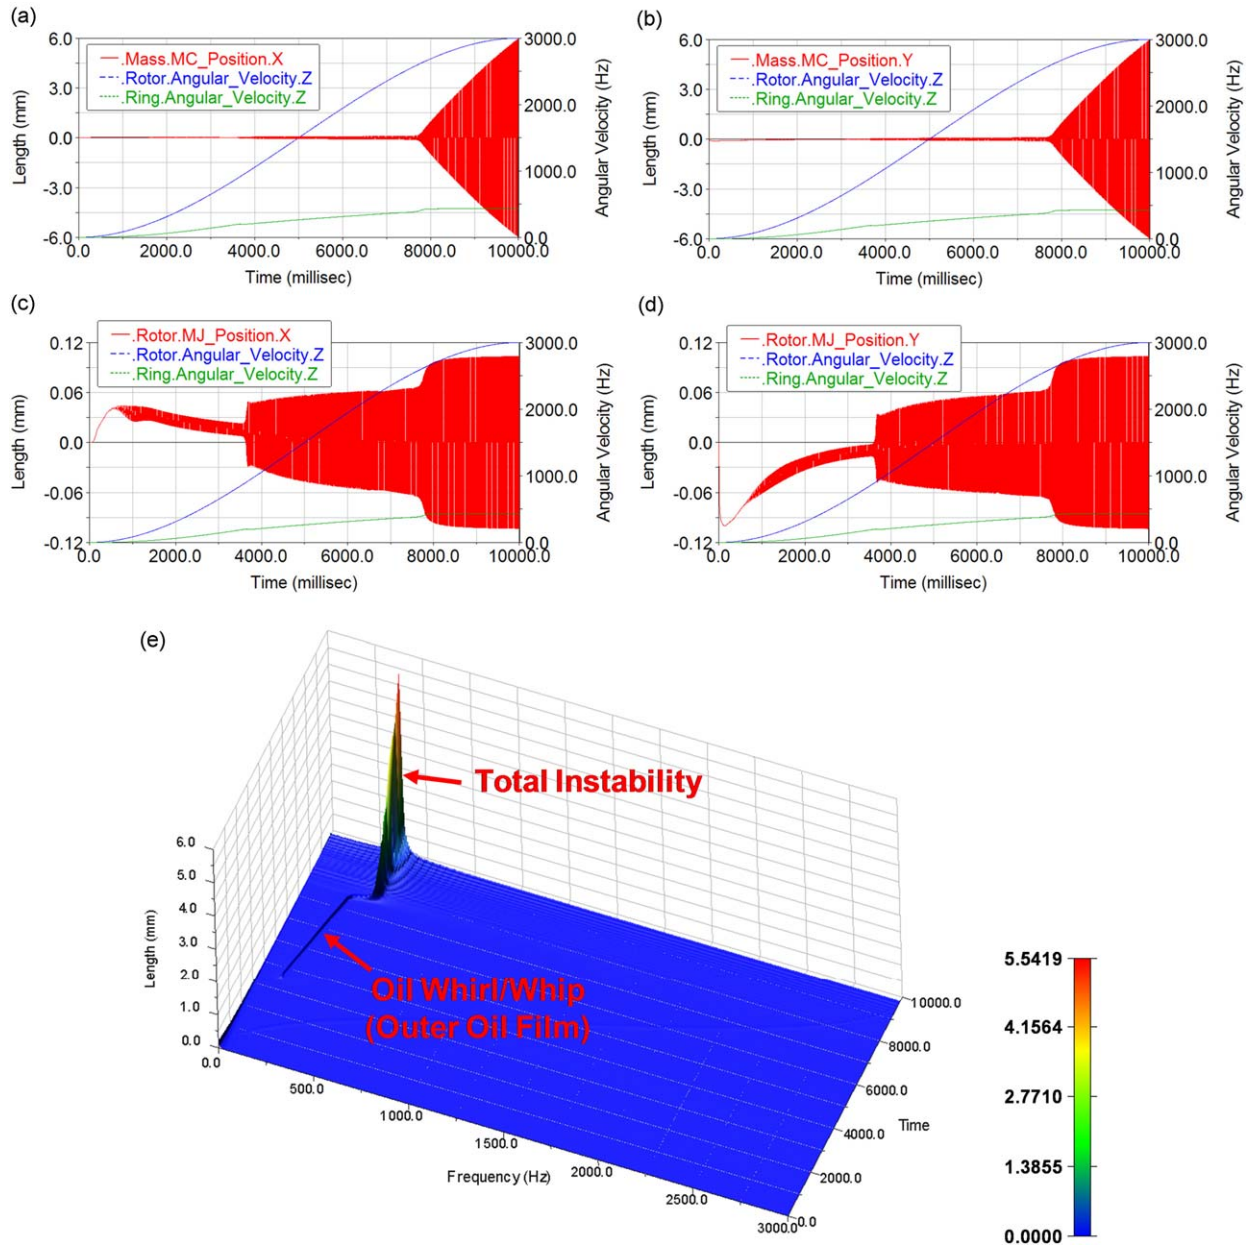 (a)
6.0
3.0
0.0
-3.0
-6.0
Length (mm)
.Mass.MC_Position.X
.Rotor.Angular_Velocity.Z
.Ring.Angular_Velocity.Z
3000.0
2000.0
1000.0
0.0
Angular Velocity (Hz)
0.0 2000.0 4000.0 6000.0 8000.0 10000.0
Time (millisec)
(b)
6.0
3.0
0.0
-3.0
-6.0
Length (mm)
.Mass.MC_Position.Y
.Rotor.Angular_Velocity.Z
.Ring.Angular_Velocity.Z
3000.0
2000.0
1000.0
0.0
Angular Velocity (Hz)
0.0 2000.0 4000.0 6000.0 8000.0 10000.0
Time (millisec)
(c)
0.12
0.06
0.0
-0.06
-0.12
Length (mm)
.Rotor.MJ_Position.X
.Rotor.Angular_Velocity.Z
.Ring.Angular_Velocity.Z
3000.0
2000.0
1000.0
0.0
Angular Velocity (Hz)
0.0 2000.0 4000.0 6000.0 8000.0 10000.0
Time (millisec)
(d)
0.12
0.06
0.0
-0.06
-0.12
Length (mm)
.Rotor.MJ_Position.Y
.Rotor.Angular_Velocity.Z
.Ring.Angular_Velocity.Z
3000.0
2000.0
1000.0
0.0
Angular Velocity (Hz)
0.0 2000.0 4000.0 6000.0 8000.0 10000.0
Time (millisec)
(e)
Total Instability
Oil Whirl/Whip
(Outer Oil Film)
6.0
5.0
4.0
3.0
2.0
1.0
0.0
Length (mm)
0.0
500.0
1000.0
1500.0
2000.0
2500.0
3000.0
Frequency (Hz)
10000.0
8000.0
6000.0
4000.0
2000.0
0.0
Time
5.5419
4.1564
2.7710
1.3855
0.0000